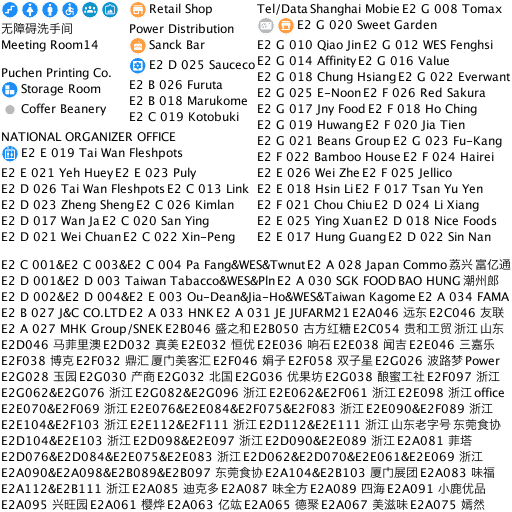 Retail Shop
无障碍洗手间
Power Distribution
Meeting Room14
Sanck Bar
E2 D 025 Sauceco
Puchen Printing Co.
Storage Room
E2 B 026 Furuta
E2 B 018 Marukome
Coffer Beanery
E2 C 019 Kotobuki
NATIONAL ORGANIZER OFFICE
E2 E 019 Tai Wan Fleshpots
E2 E 021 Yeh Huey E2 E 023 Puly
E2 D 026 Tai Wan Fleshpots E2 C 013 Link
E2 D 023 Zheng Sheng E2 C 026 Kimlan
E2 D 017 Wan Ja E2 C 020 San Ying
E2 D 021 Wei Chuan E2 C 022 Xin-Peng
Tel/Data Shanghai Mobie E2 G 008 Tomax
E2 G 020 Sweet Garden
E2 G 010 Qiao Jin E2 G 012 WES Fenghsi
E2 G 014 Affinity E2 G 016 Value
E2 G 018 Chung Hsiang E2 G 022 Everwant
E2 G 025 E-Noon E2 F 026 Red Sakura
E2 G 017 Jny Food E2 F 018 Ho Ching
E2 G 019 Huwang E2 F 020 Jia Tien
E2 G 021 Beans Group E2 G 023 Fu-Kang
E2 F 022 Bamboo House E2 F 024 Hairei
E2 E 026 Wei Zhe E2 F 025 Jellico
E2 E 018 Hsin Li E2 F 017 Tsan Yu Yen
E2 F 021 Chou Chiu E2 D 024 Li Xiang
E2 E 025 Ying Xuan E2 D 018 Nice Foods
E2 E 017 Hung Guang E2 D 022 Sin Nan
E2 C 001&E2 C 003&E2 C 004 Pa Fang&WES&Twnut E2 A 028 Japan Commo 荔兴 富亿通
E2 D 001&E2 D 003 Taiwan Tabacco&WES&Pln E2 A 030 SGK FOOD BAO HUNG 潮州郎
E2 D 002&E2 D 004&E2 E 003 Ou-Dean&Jia-Ho&WES&Taiwan Kagome E2 A 034 FAMA
E2 B 027 J&C CO.LTD E2 A 033 HNK E2 A 031 JE JUFARM21 E2A046 远东 E2C046 友联
E2 A 027 MHK Group/SNEK E2B046 盛之和 E2B050 古方红糖 E2C054 贵和工贸 浙江 山东
E2D046 马菲里澳 E2D032 真美 E2E032 恒优 E2E036 响石 E2E038 闻吉 E2E046 三嘉乐
E2F038 博克 E2F032 鼎汇 厦门美客汇 E2F046 娟子 E2F058 双子星 E2G026 波路梦 Power
E2G028 玉园 E2G030 产商 E2G032 北国 E2G036 优果坊 E2G038 酿蜜工社 E2F097 浙江
E2G062&E2G076 浙江 E2G082&E2G096 浙江 E2E062&E2F061 浙江 E2E098 浙江 office
E2E070&E2F069 浙江 E2E076&E2E084&E2F075&E2F083 浙江 E2E090&E2F089 浙江
E2E104&E2F103 浙江 E2E112&E2F111 浙江 E2D112&E2E111 浙江 山东老字号 东莞食协
E2D104&E2E103 浙江 E2D098&E2E097 浙江 E2D090&E2E089 浙江 E2A081 菲塔
E2D076&E2D084&E2E075&E2E083 浙江 E2D062&E2D070&E2E061&E2E069 浙江
E2A090&E2A098&E2B089&E2B097 东莞食协 E2A104&E2B103 厦门展团 E2A083 味福
E2A112&E2B111 浙江 E2A085 迪克多 E2A087 味全方 E2A089 四海 E2A091 小鹿优品
E2A095 兴旺园 E2A061 樱烨 E2A063 亿竑 E2A065 德聚 E2A067 美滋味 E2A075 嫣然